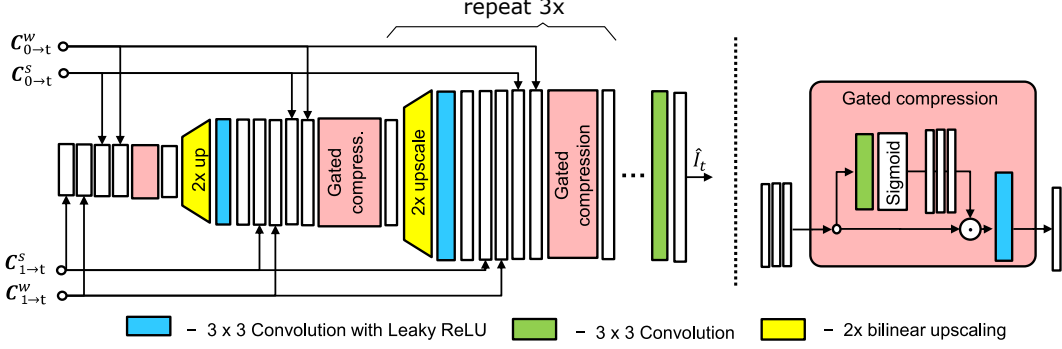 repeat 3x
C^w_{0→t}
C^s_{0→t}
2x up
Gated
compress.
2x upscale
Gated
compression
...
Î_t
C^s_{1→t}
C^w_{1→t}
Gated compression
Sigmoid
– 3 x 3 Convolution with Leaky ReLU
– 3 x 3 Convolution
– 2x bilinear upscaling